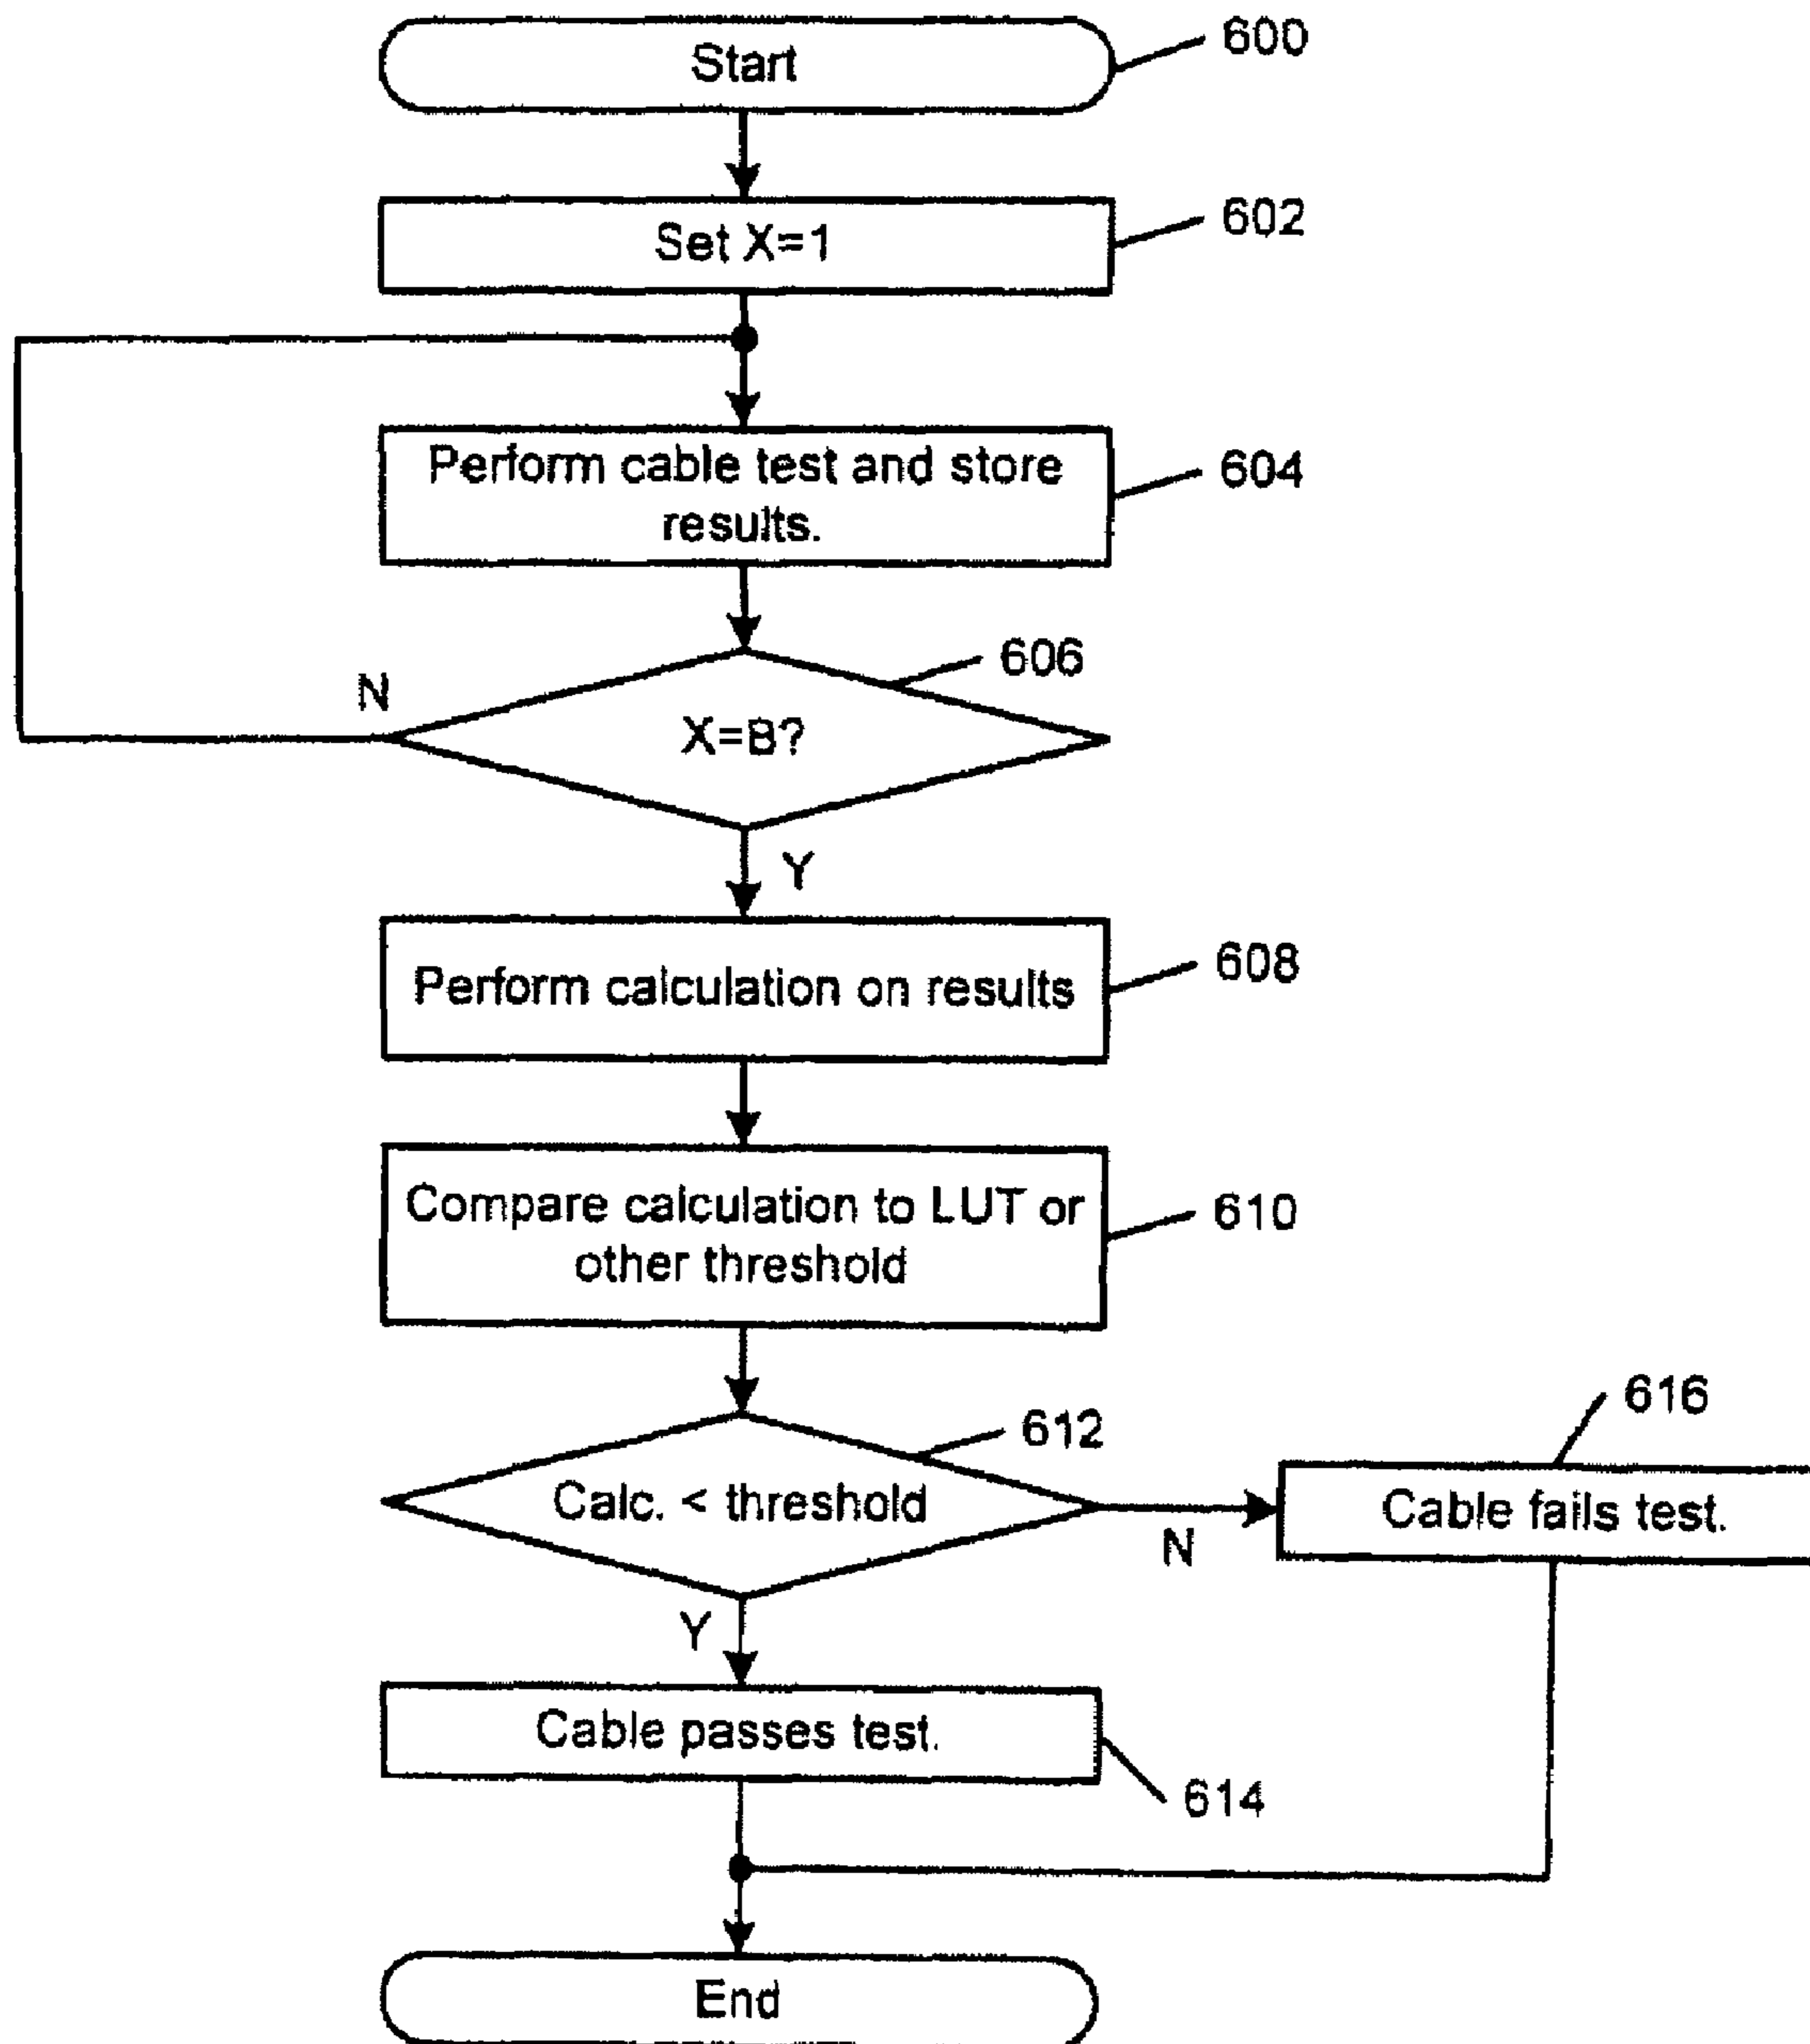 Start
600
Set X=1
602
Perform cable test and store
results.
604
606
N
X=B?
Y
Perform calculation on results
608
Compare calculation to LUT or
other threshold
610
612
616
Calc. < threshold
N
Cable fails test.
Y
Cable passes test.
614
End